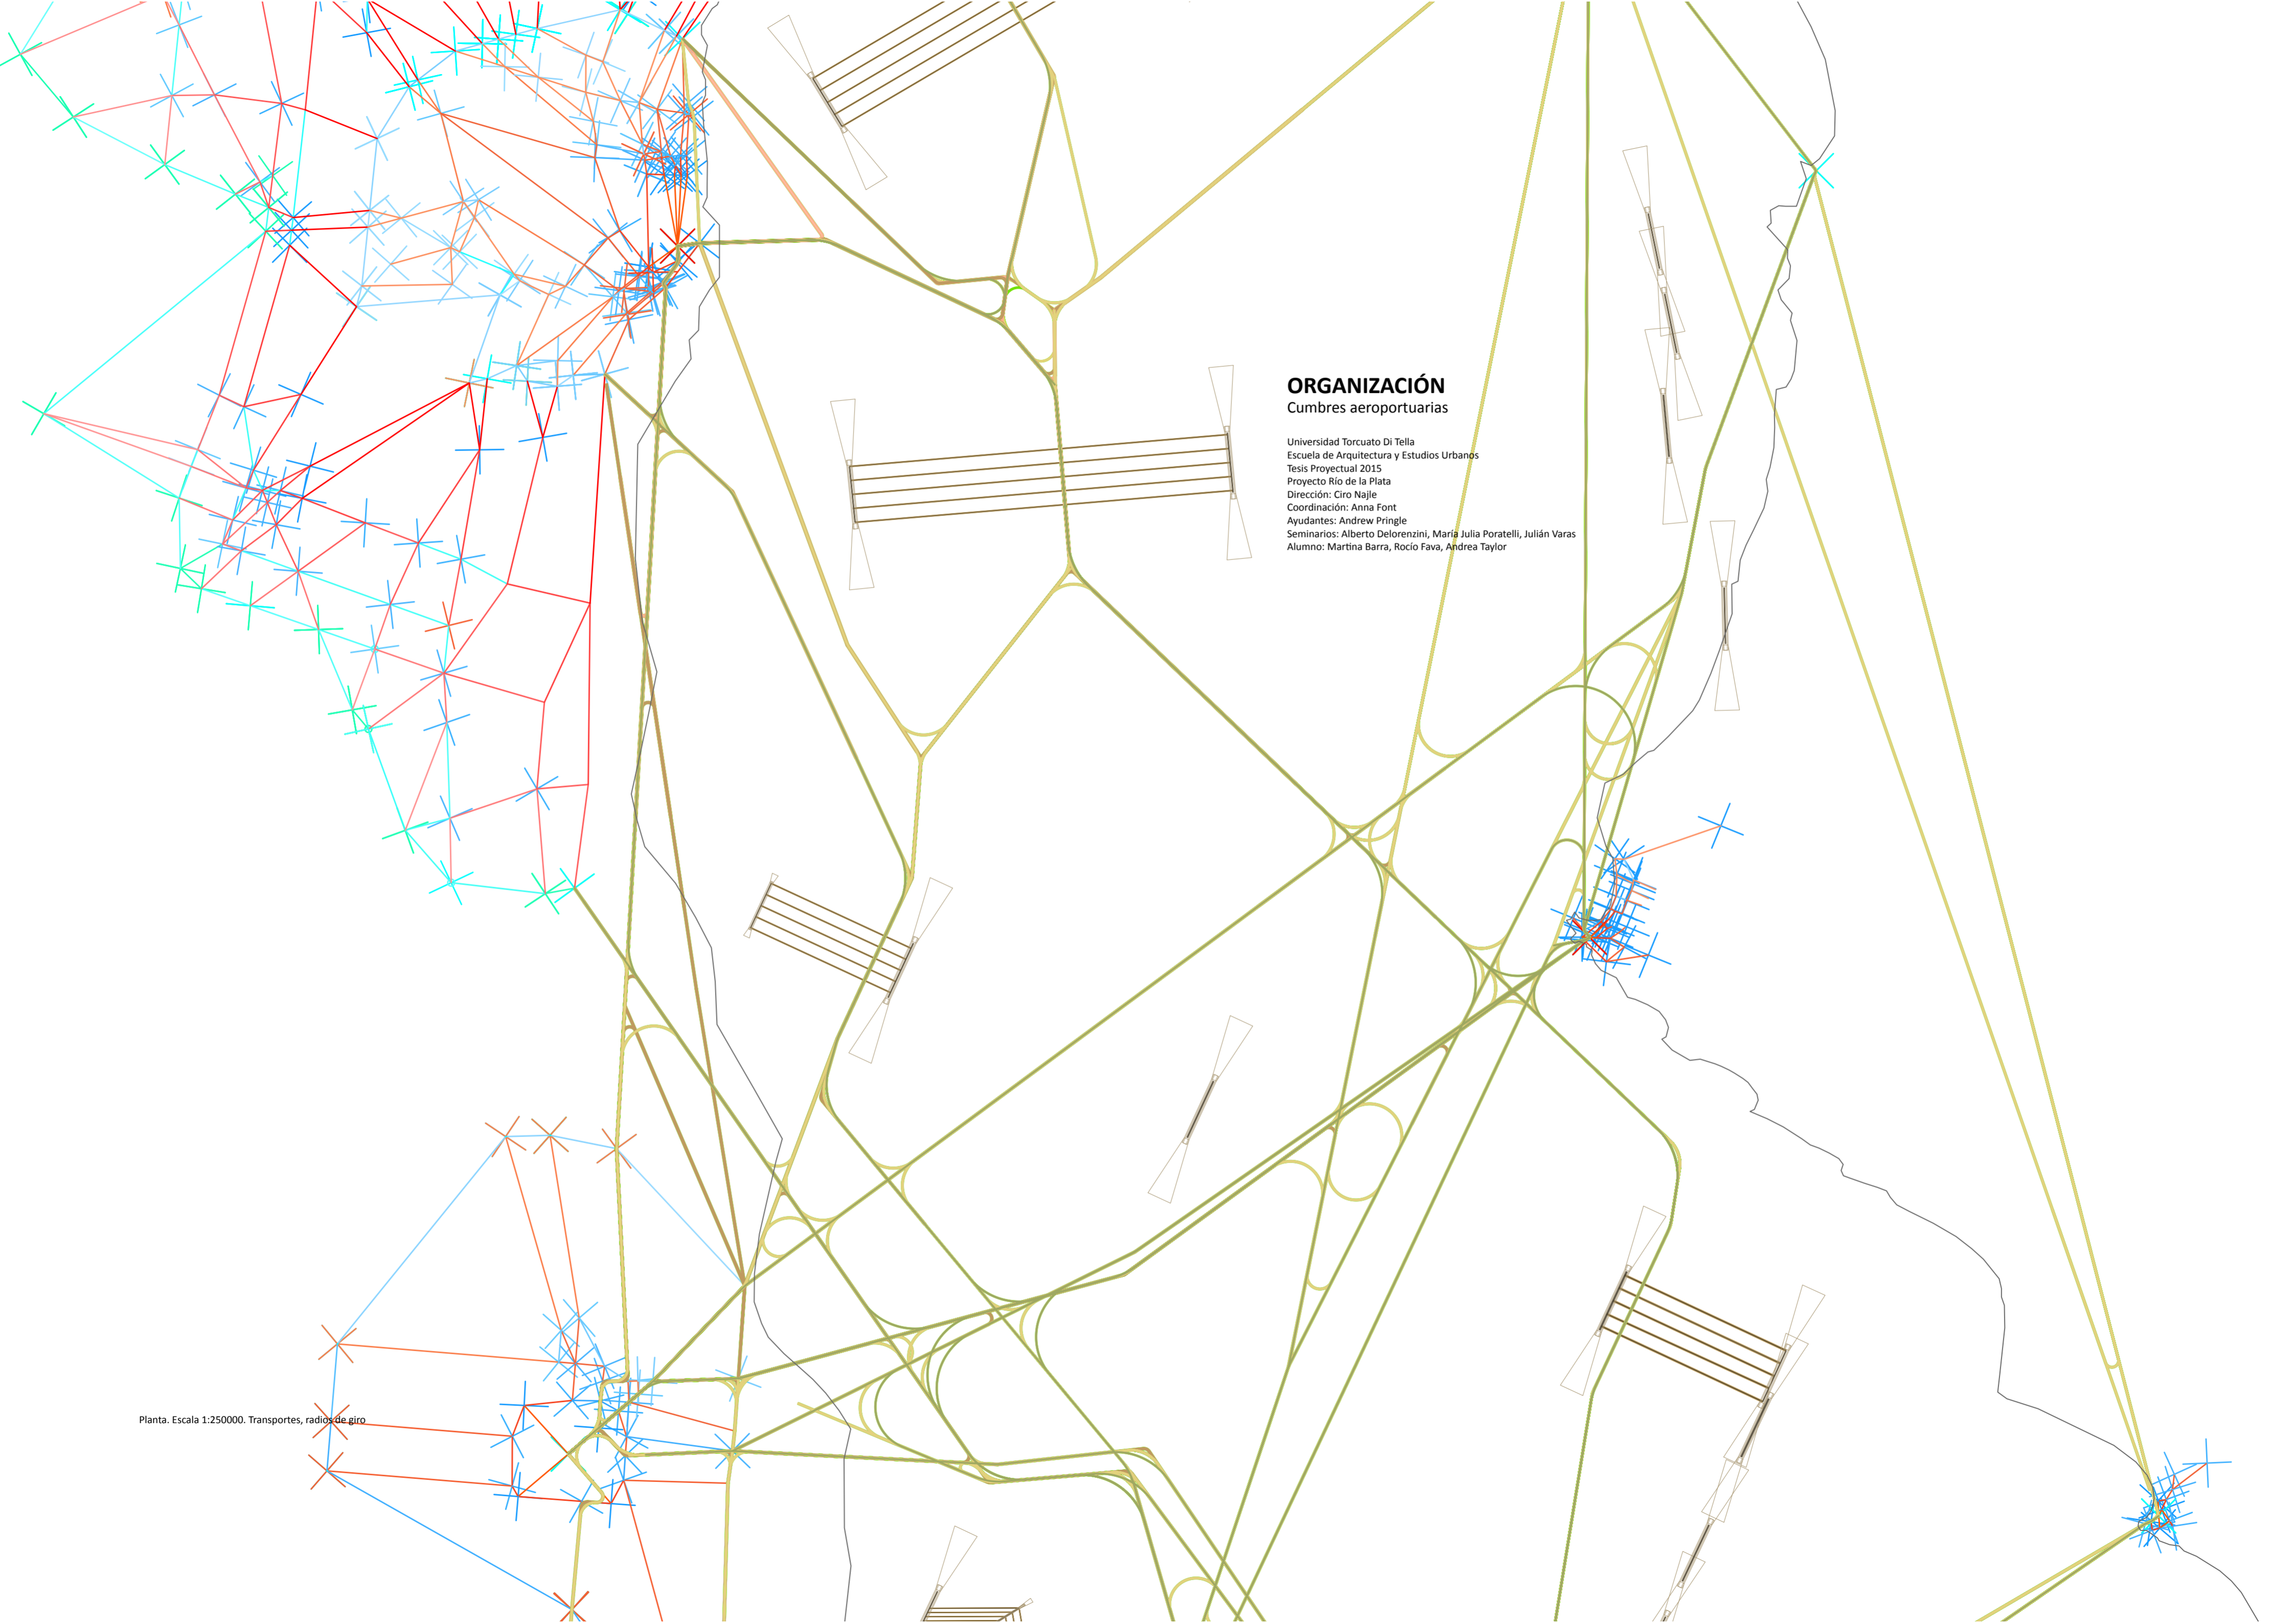 ORGANIZACIÓN
Cumbres aeroportuarias
Universidad Torcuato Di Tella
Escuela de Arquitectura y Estudios Urbanos
Tesis Proyectual 2015
Proyecto Río de la Plata
Dirección: Ciro Najle
Coordinación: Anna Font
Ayudantes: Andrew Pringle
Seminarios: Alberto Delorenzini, María Julia Poratelli, Julián Varas
Alumno: Martina Barra, Rocío Fava, Andrea Taylor
Planta. Escala 1:250000. Transportes, radios de giro